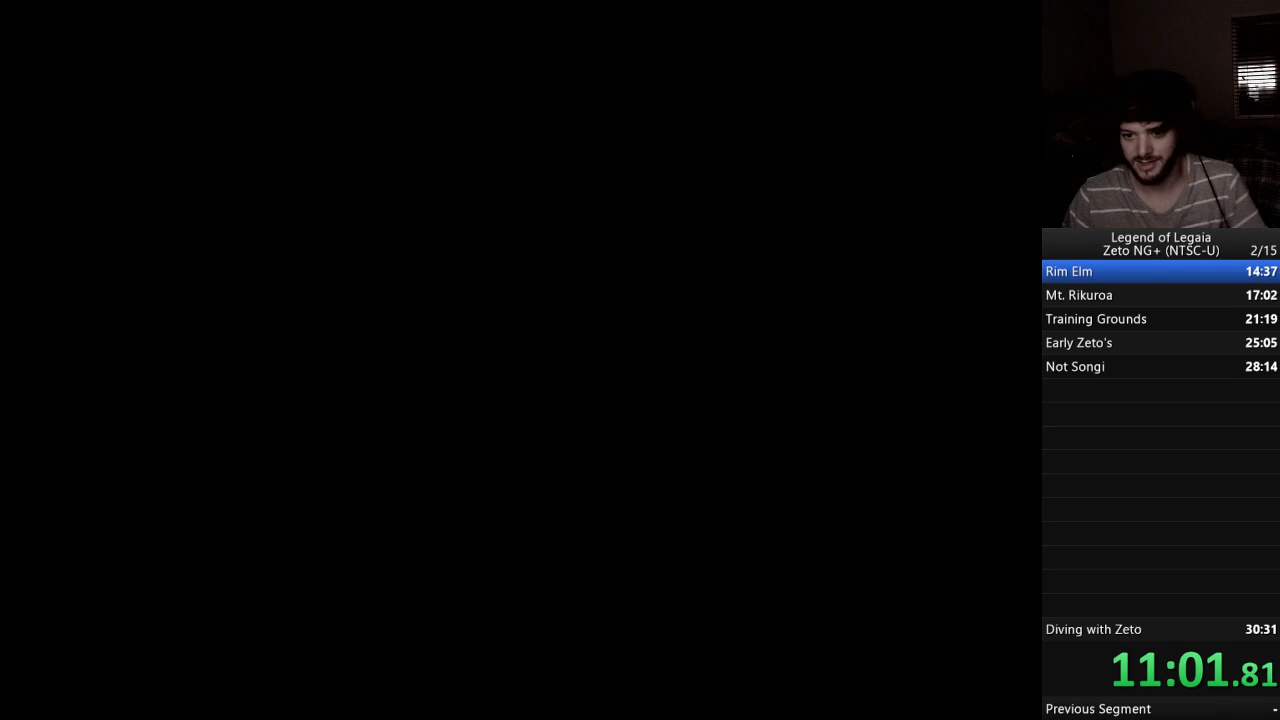 Legend of Legaia
Zeto NG+ (NTSC-U) 2/15
Rim Elm 14:37
Mt. Rikuroa 17:02
Training Grounds 21:19
Early Zeto's 25:05
Not Songi 28:14
Diving with Zeto 30:31
11:01.81
Previous Segment -